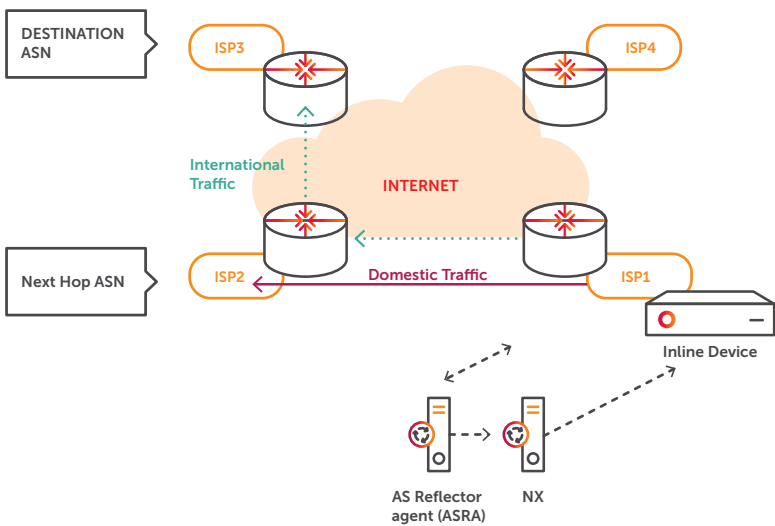 DESTINATION
ASN
ISP3
ISP4
International
Traffic
INTERNET
Next Hop ASN
ISP2
Domestic Traffic
ISP1
Inline Device
AS Reflector
agent (ASRA)
NX